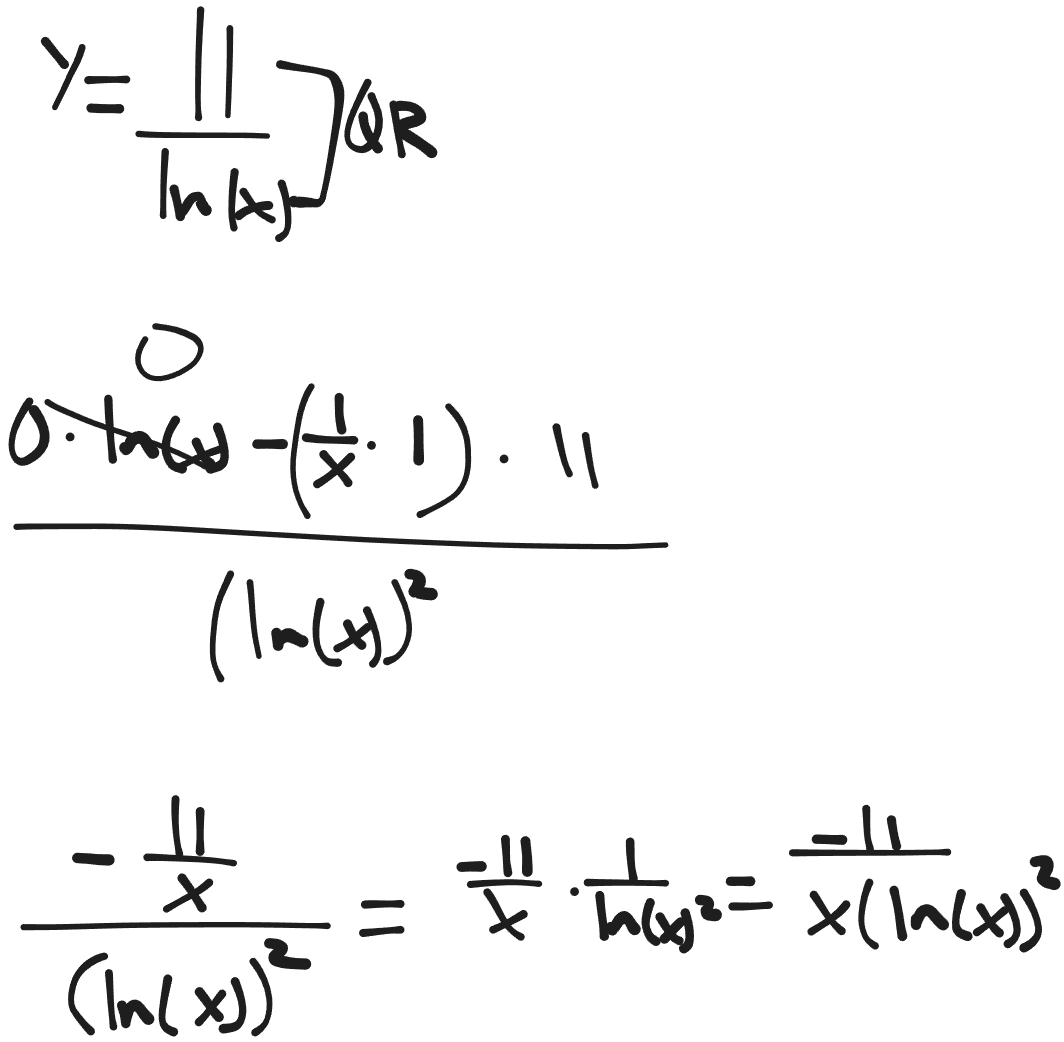 y = 11 / ln(x) ] QR
0
0 · ln(x) - (1/x · 1) · 11
(ln(x))²
- 11/x / (ln(x))² = -11/x · 1/ln(x)² = -11 / x(ln(x))²